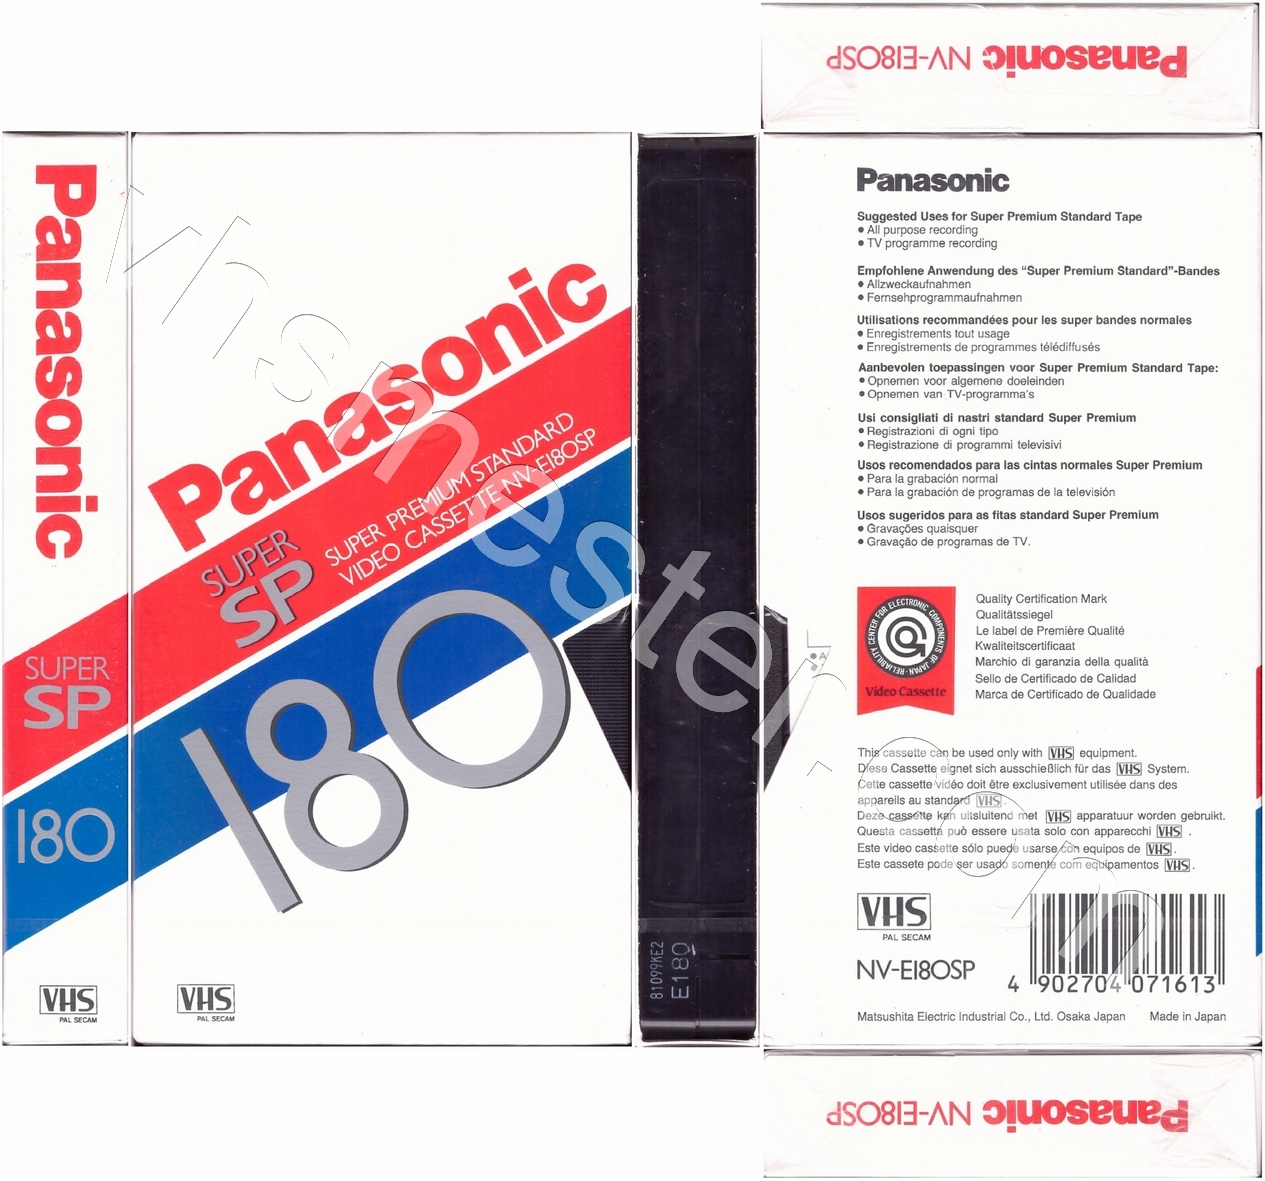 Panasonic NV-E180SP
Panasonic
SUPER
SP
180
VHS
PAL SECAM
Panasonic
SUPER
SP
SUPER PREMIUM STANDARD
VIDEO CASSETTE NV-E180SP
180
VHS
PAL SECAM
81099KE2
E180
Panasonic
Suggested Uses for Super Premium Standard Tape
● All purpose recording
● TV programme recording
Empfohlene Anwendung des “Super Premium Standard”-Bandes
● Allzweckaufnahmen
● Fernsehprogrammaufnahmen
Utilisations recommandées pour les super bandes normales
● Enregistrements tout usage
● Enregistrements de programmes télédiffusés
Aanbevolen toepassingen voor Super Premium Standard Tape:
● Opnemen voor algemene doeleinden
● Opnemen van TV-programma's
Usi consigliati di nastri standard Super Premium
● Registrazioni di ogni tipo
● Registrazione di programmi televisivi
Usos recomendados para las cintas normales Super Premium
● Para la grabación normal
● Para la grabación de programas de la televisión
Usos sugeridos para as fitas standard Super Premium
● Gravações quaisquer
● Gravação de programas de TV.
RELIABILITY CENTER FOR ELECTRONIC COMPONENTS OF JAPAN
Video Cassette
Quality Certification Mark
Qualitätssiegel
Le label de Première Qualité
Kwaliteitscertificaat
Marchio di garanzia della qualità
Sello de Certificado de Calidad
Marca de Certificado de Qualidade
This cassette can be used only with VHS equipment.
Diese Cassette eignet sich ausschießlich für das VHS System.
Cette cassette vidéo doit être exclusivement utilisée dans des
appareils au standard VHS.
Deze cassette kan uitsluitend met VHS apparatuur worden gebruikt.
Questa cassetta può essere usata solo con apparecchi VHS .
Este video cassette sólo puede usarse con equipos de VHS.
Este cassete pode ser usado somente com equipamentos VHS.
VHS
PAL SECAM
NV-E180SP
4 902704 071613
Matsushita Electric Industrial Co., Ltd. Osaka Japan Made in Japan
Panasonic NV-E180SP